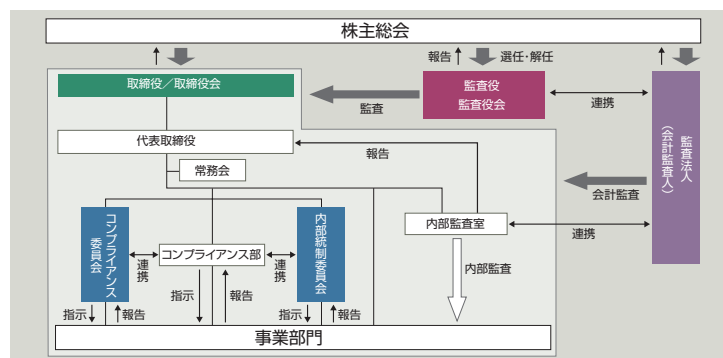 株主総会
報告
選任・解任
取締役／取締役会
監査役
監査役会
監査
連携
監査法人
（会計監査人）
代表取締役
報告
常務会
会計監査
コンプライアンス
委員会
連携
コンプライアンス部
連携
内部統制委員会
内部監査室
連携
内部監査
指示
報告
指示
報告
指示
報告
事業部門